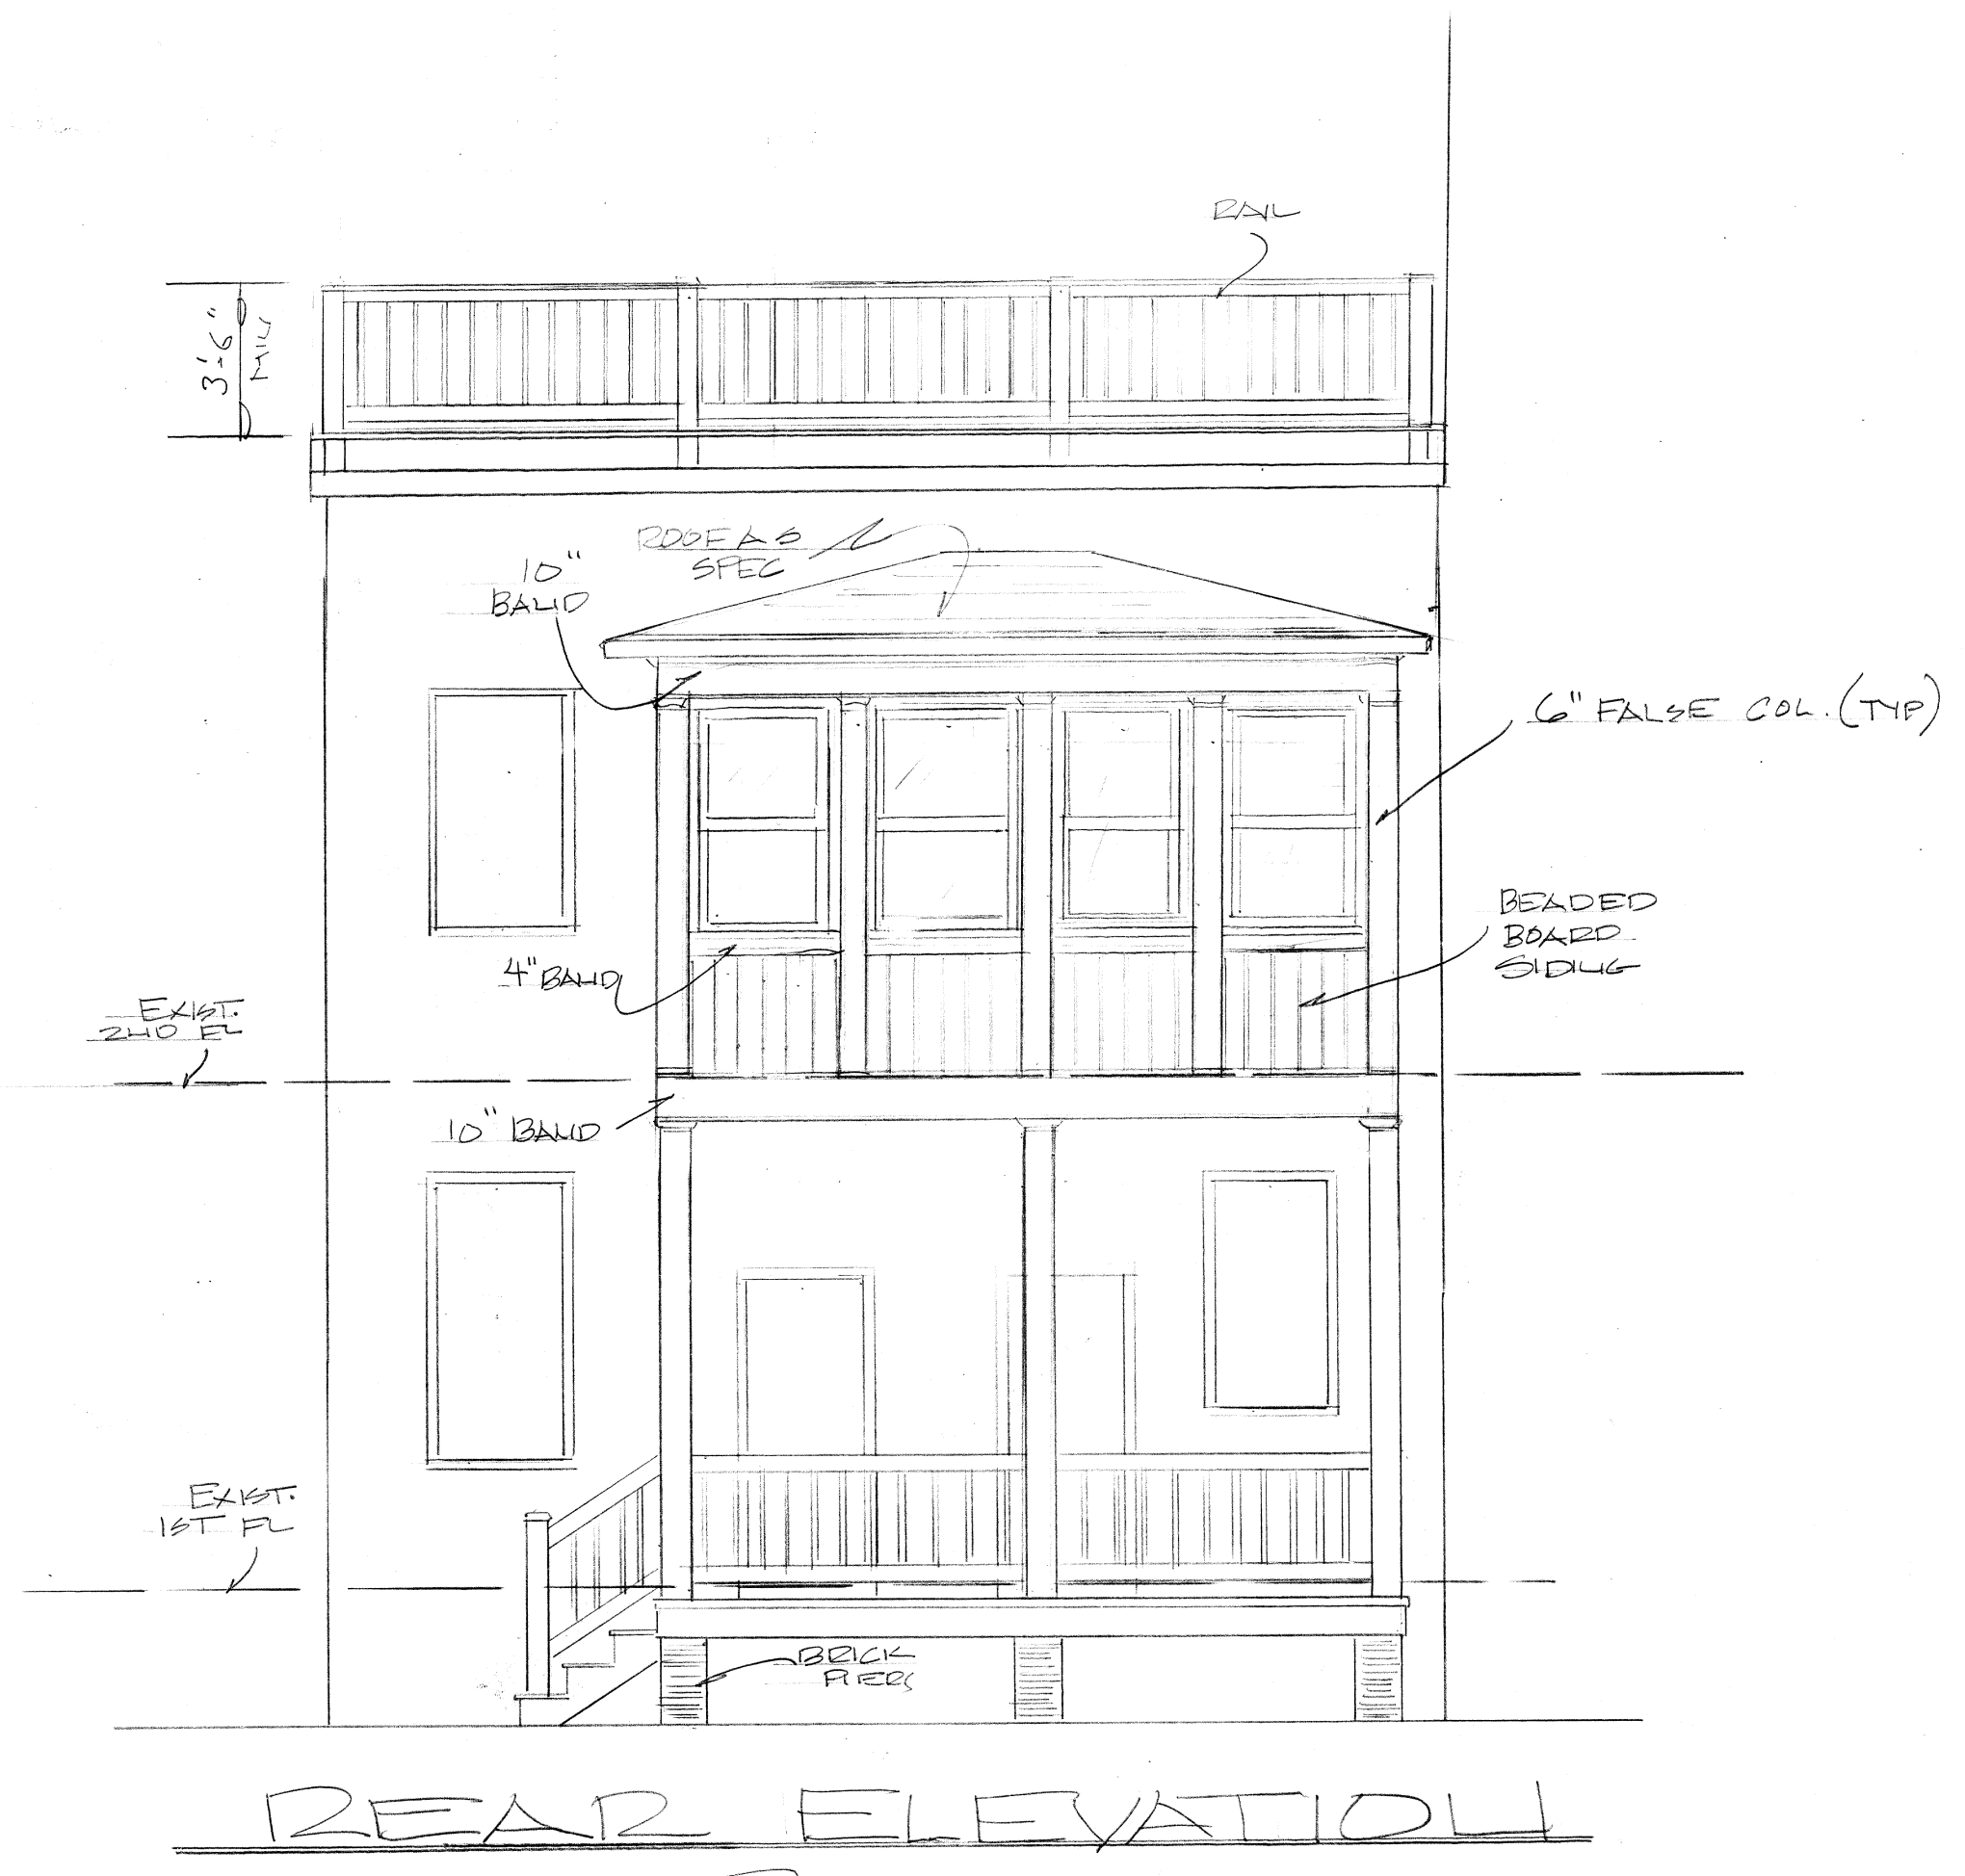 RAIL
3'-6"
MIN
ROOF AS
SPEC
10"
BAND
6" FALSE COL. (TYP)
BEADED
BOARD
SIDING
4" BAND
EXIST.
2ND FL
10" BAND
EXIST.
1ST FL
BRICK
PIERS
REAR ELEVATION